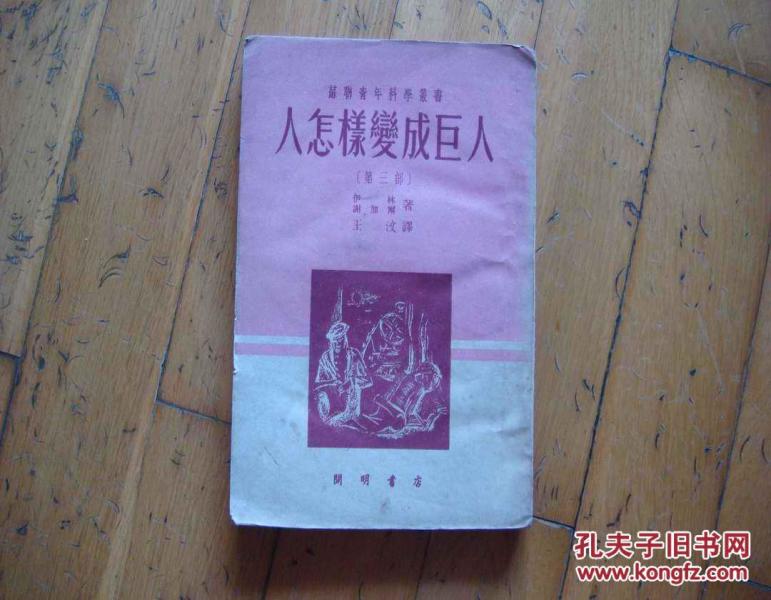 蘇聯青年科學叢書
人怎樣變成巨人
〔第三部〕
伊林
謝加爾 著
王汶譯
開明書店
孔夫子旧书网
www.kongfz.com